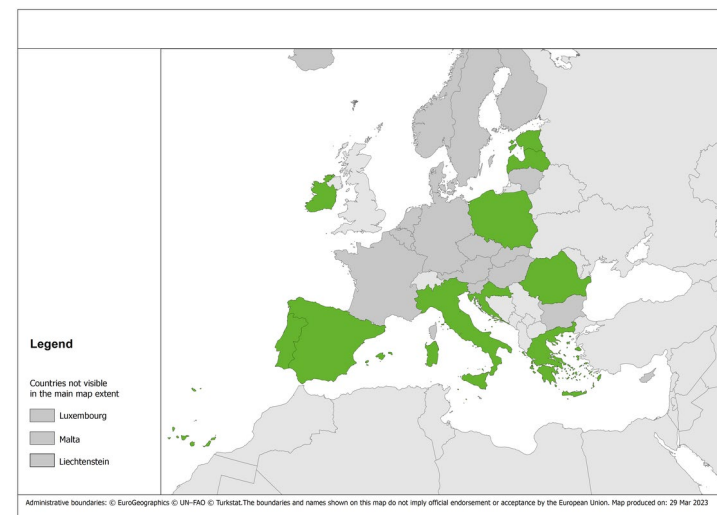 Legend
Countries not visible
in the main map extent
Luxembourg
Malta
Liechtenstein
Administrative boundaries: © EuroGeographics © UN–FAO © Turkstat.The boundaries and names shown on this map do not imply official endorsement or acceptance by the European Union. Map produced on: 29 Mar 2023